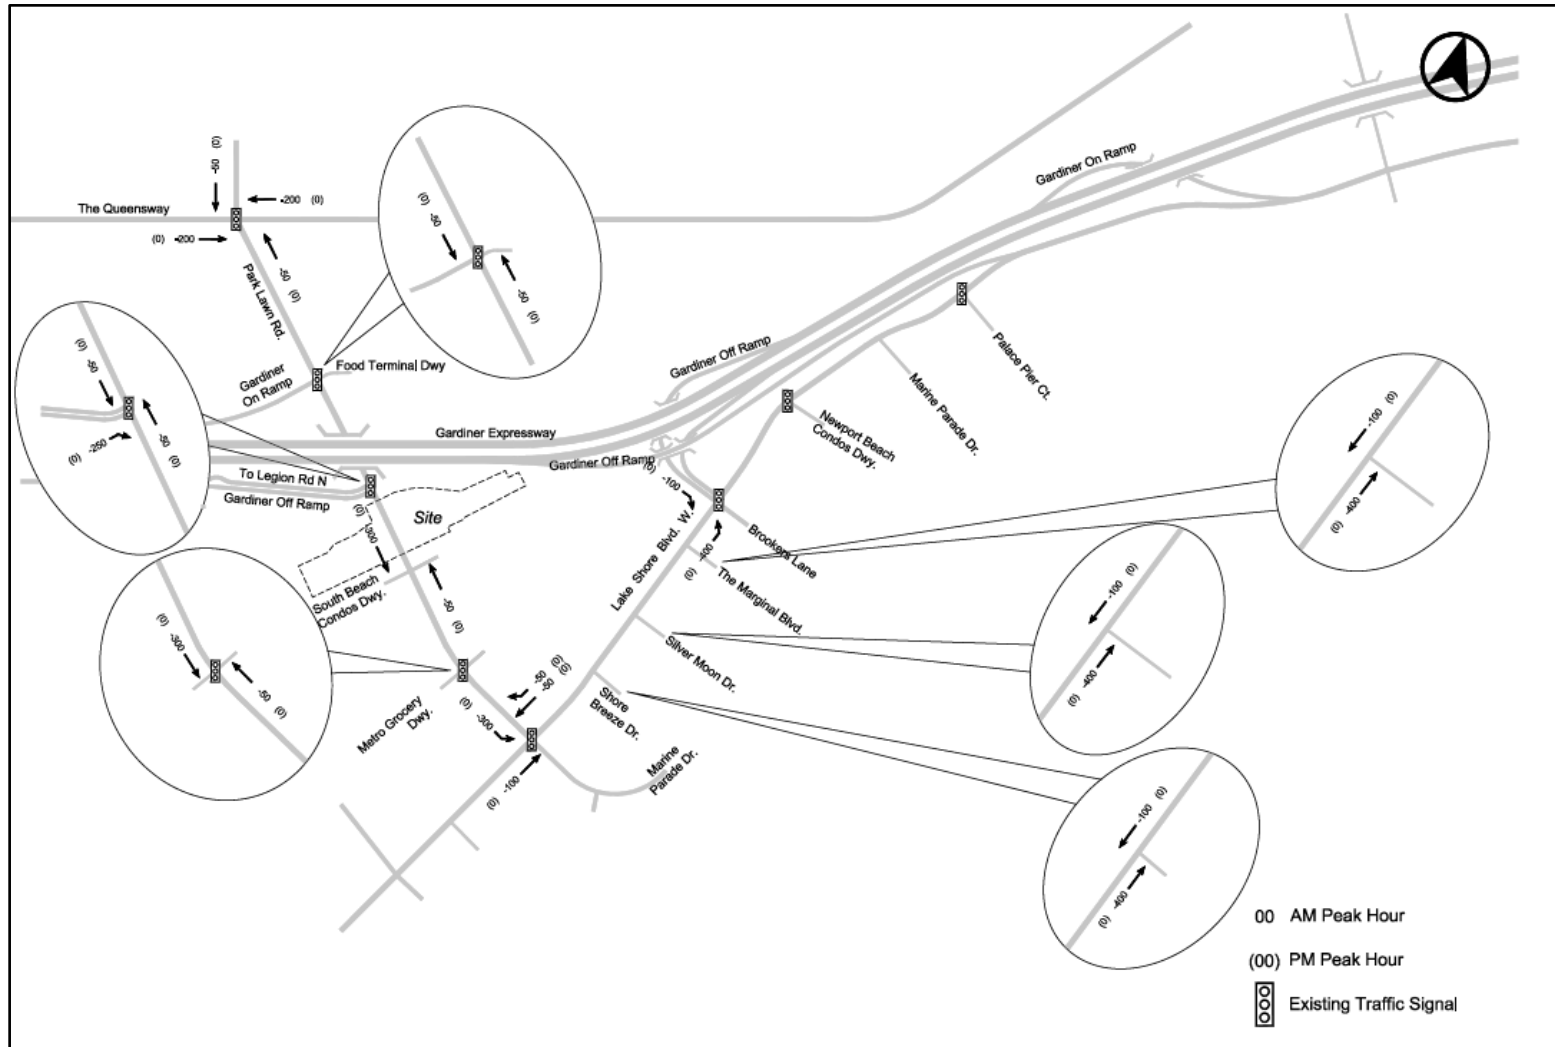 (0)
-50
-200 (0)
The Queensway
(0) -200
-50 (0)
Park Lawn Rd.
(0) -50
-50 (0)
Gardiner On Ramp
Gardiner Off Ramp
Food Terminal Dwy
Gardiner
On Ramp
Palace Pier Ct.
Marine Parade Dr.
Newport Beach
Condos Dwy.
(0) -50
-50 (0)
(0) -250
Gardiner Expressway
Gardiner Off Ramp
To Legion Rd N
Gardiner Off Ramp
(0)
-100
(0)
-300
Site
Lake Shore Blvd. W.
(0) -400
Brookers Lane
The Marginal Blvd.
-100 (0)
(0) -400
South Beach
Condos Dwy.
-50 (0)
-100 (0)
(0) -400
Silver Moon Dr.
(0) -300
-50 (0)
Metro Grocery
Dwy.
-50 (0)
-50 (0)
(0) -300
Shore
Breeze Dr.
Marine
Parade Dr.
(0) -100
-100 (0)
(0) -400
00 AM Peak Hour
(00) PM Peak Hour
Existing Traffic Signal